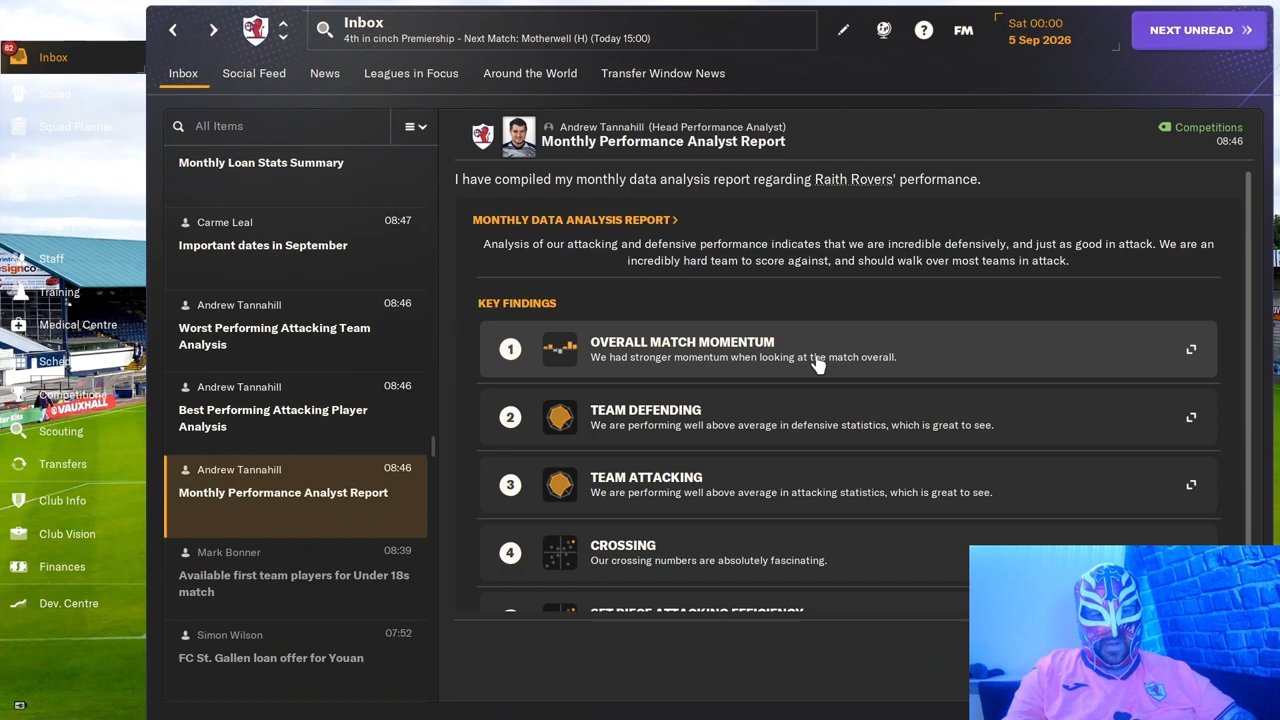 82
Inbox
Squad
Squad Planner
Staff
Training
Medical Centre
Sched
Competitions
VAUXHALL
Scouting
Transfers
Club Info
Club Vision
Finances
Dev. Centre
Inbox
4th in cinch Premiership - Next Match: Motherwell (H) (Today 15:00)
?
FM
Sat 00:00
5 Sep 2026
NEXT UNREAD
Inbox
Social Feed
News
Leagues in Focus
Around the World
Transfer Window News
All Items
Monthly Loan Stats Summary
Carme Leal
08:47
Important dates in September
Andrew Tannahill
08:46
Worst Performing Attacking Team
Analysis
Andrew Tannahill
08:46
Best Performing Attacking Player
Analysis
Andrew Tannahill
08:46
Monthly Performance Analyst Report
Mark Bonner
08:39
Available first team players for Under 18s
match
Simon Wilson
07:52
FC St. Gallen loan offer for Youan
Andrew Tannahill (Head Performance Analyst)
Monthly Performance Analyst Report
Competitions
08:46
I have compiled my monthly data analysis report regarding Raith Rovers' performance.
MONTHLY DATA ANALYSIS REPORT >
Analysis of our attacking and defensive performance indicates that we are incredible defensively, and just as good in attack. We are an
incredibly hard team to score against, and should walk over most teams in attack.
KEY FINDINGS
1
OVERALL MATCH MOMENTUM
We had stronger momentum when looking at the match overall.
2
TEAM DEFENDING
We are performing well above average in defensive statistics, which is great to see.
3
TEAM ATTACKING
We are performing well above average in attacking statistics, which is great to see.
4
CROSSING
Our crossing numbers are absolutely fascinating.
SET PIECE ATTACKING EFFICIENCY